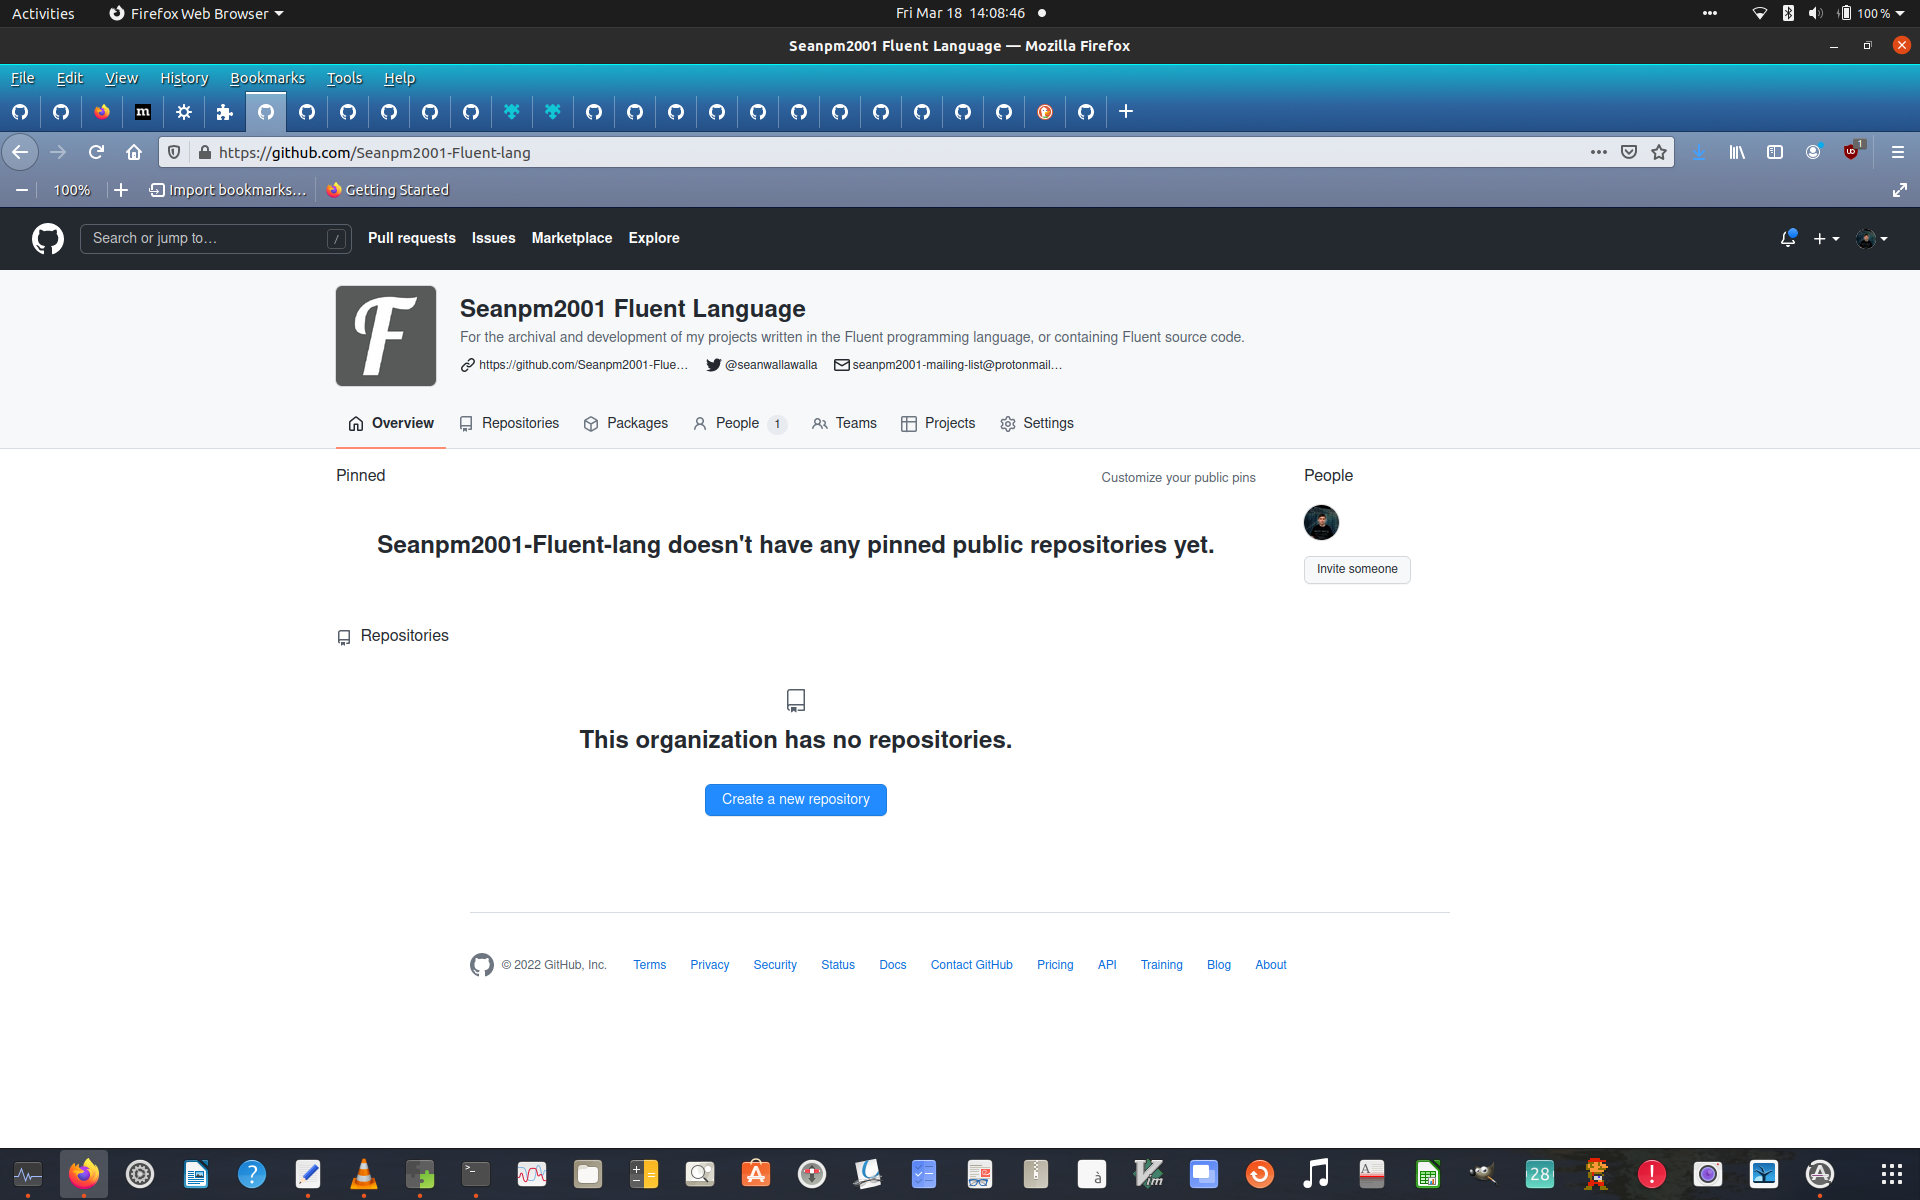 Activities
Firefox Web Browser
Fri Mar 18 14:08:46
100 %
Seanpm2001 Fluent Language — Mozilla Firefox
File Edit View History Bookmarks Tools Help
m
https://github.com/Seanpm2001-Fluent-lang
1
100%
Import bookmarks...
Getting Started
Search or jump to...
/
Pull requests Issues Marketplace Explore
F
Seanpm2001 Fluent Language
For the archival and development of my projects written in the Fluent programming language, or containing Fluent source code.
https://github.com/Seanpm2001-Flue...
@seanwallawalla
seanpm2001-mailing-list@protonmail...
Overview Repositories Packages People 1 Teams Projects Settings
Pinned
Customize your public pins
People
Seanpm2001-Fluent-lang doesn't have any pinned public repositories yet.
Invite someone
Repositories
This organization has no repositories.
Create a new repository
© 2022 GitHub, Inc. Terms Privacy Security Status Docs Contact GitHub Pricing API Training Blog About
28